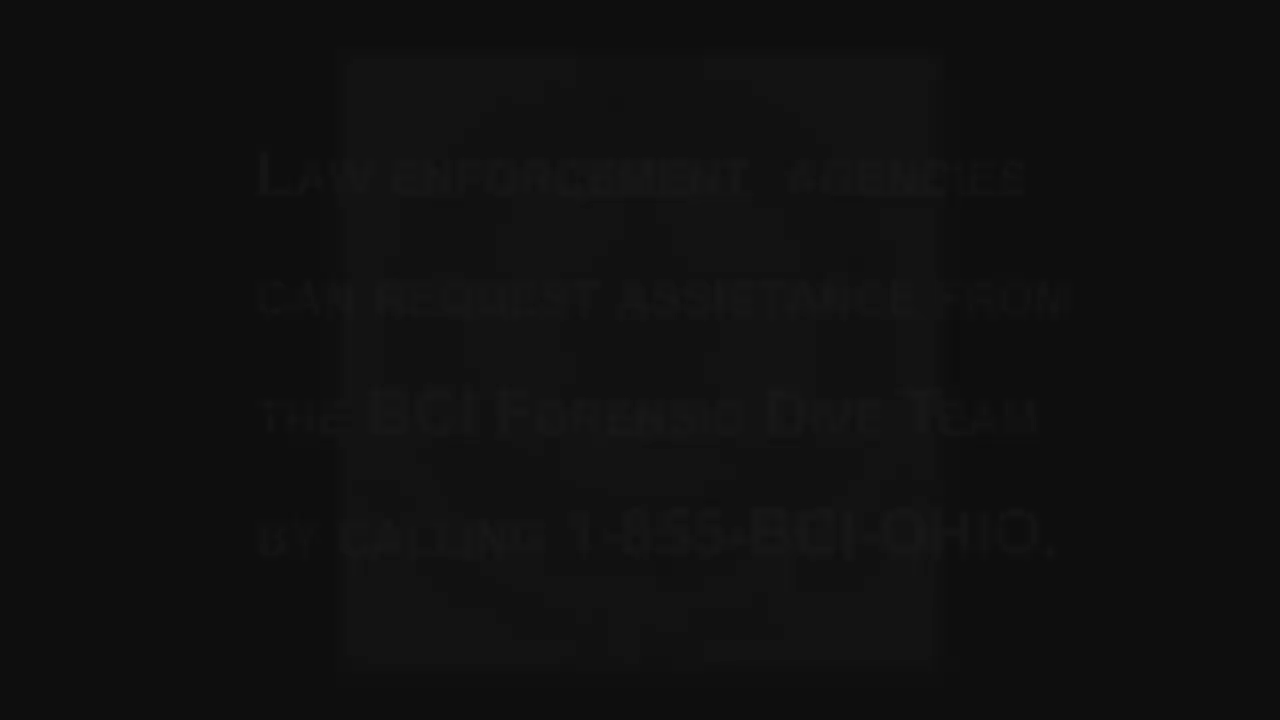 Law enforcement agencies
can request assistance from
the BCI Forensic Dive Team
by calling 1-855-BCI-OHIO.